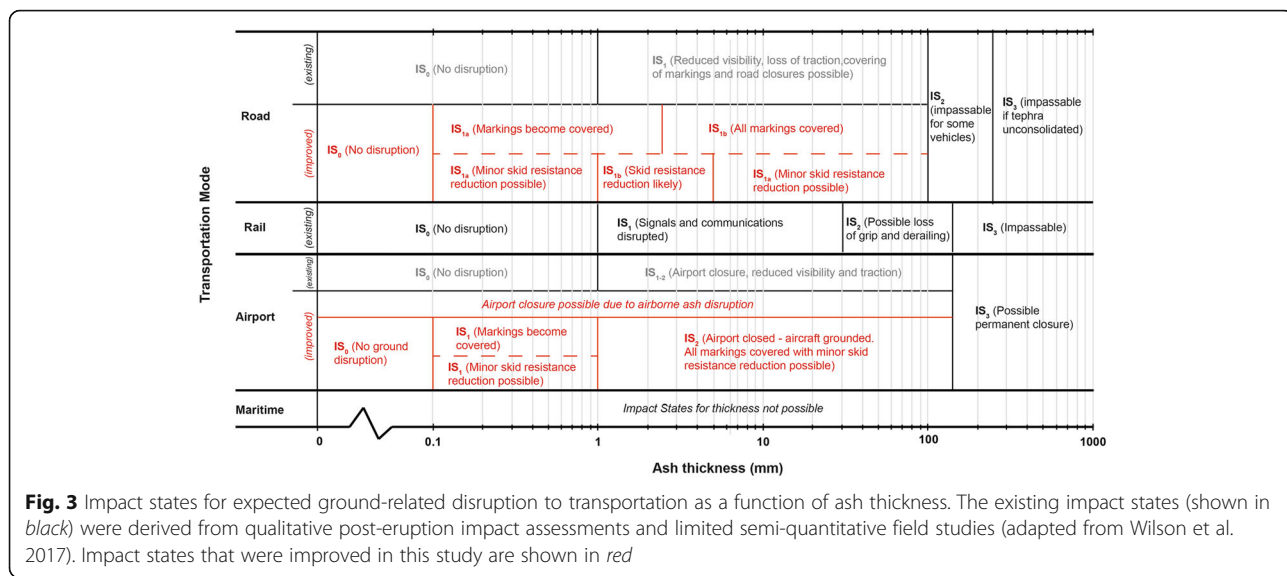 Transportation Mode
Road
(existing)
IS0 (No disruption)
IS1 (Reduced visibility, loss of traction,covering
of markings and road closures possible)
IS2
(impassable
for some
vehicles)
IS3 (impassable
if tephra
unconsolidated)
(improved)
IS0 (No disruption)
IS1a (Markings become covered)
IS1b (All markings covered)
IS1a (Minor skid resistance
reduction possible)
IS1b (Skid resistance
reduction likely)
IS1a (Minor skid resistance
reduction possible)
Rail
(existing)
IS0 (No disruption)
IS1 (Signals and communications
disrupted)
IS2 (Possible loss
of grip and derailing)
IS3 (Impassable)
Airport
(existing)
IS0 (No disruption)
IS1-2 (Airport closure, reduced visibility and traction)
IS3 (Possible
permanent closure)
(improved)
Airport closure possible due to airborne ash disruption
IS0 (No ground
disruption)
IS1 (Markings become
covered)
IS1 (Minor skid resistance
reduction possible)
IS2 (Airport closed - aircraft grounded.
All markings covered with minor skid
resistance reduction possible)
Maritime
Impact States for thickness not possible
0 0.1 1 10 100 1000
Ash thickness (mm)
Fig. 3 Impact states for expected ground-related disruption to transportation as a function of ash thickness. The existing impact states (shown in
black) were derived from qualitative post-eruption impact assessments and limited semi-quantitative field studies (adapted from Wilson et al.
2017). Impact states that were improved in this study are shown in red